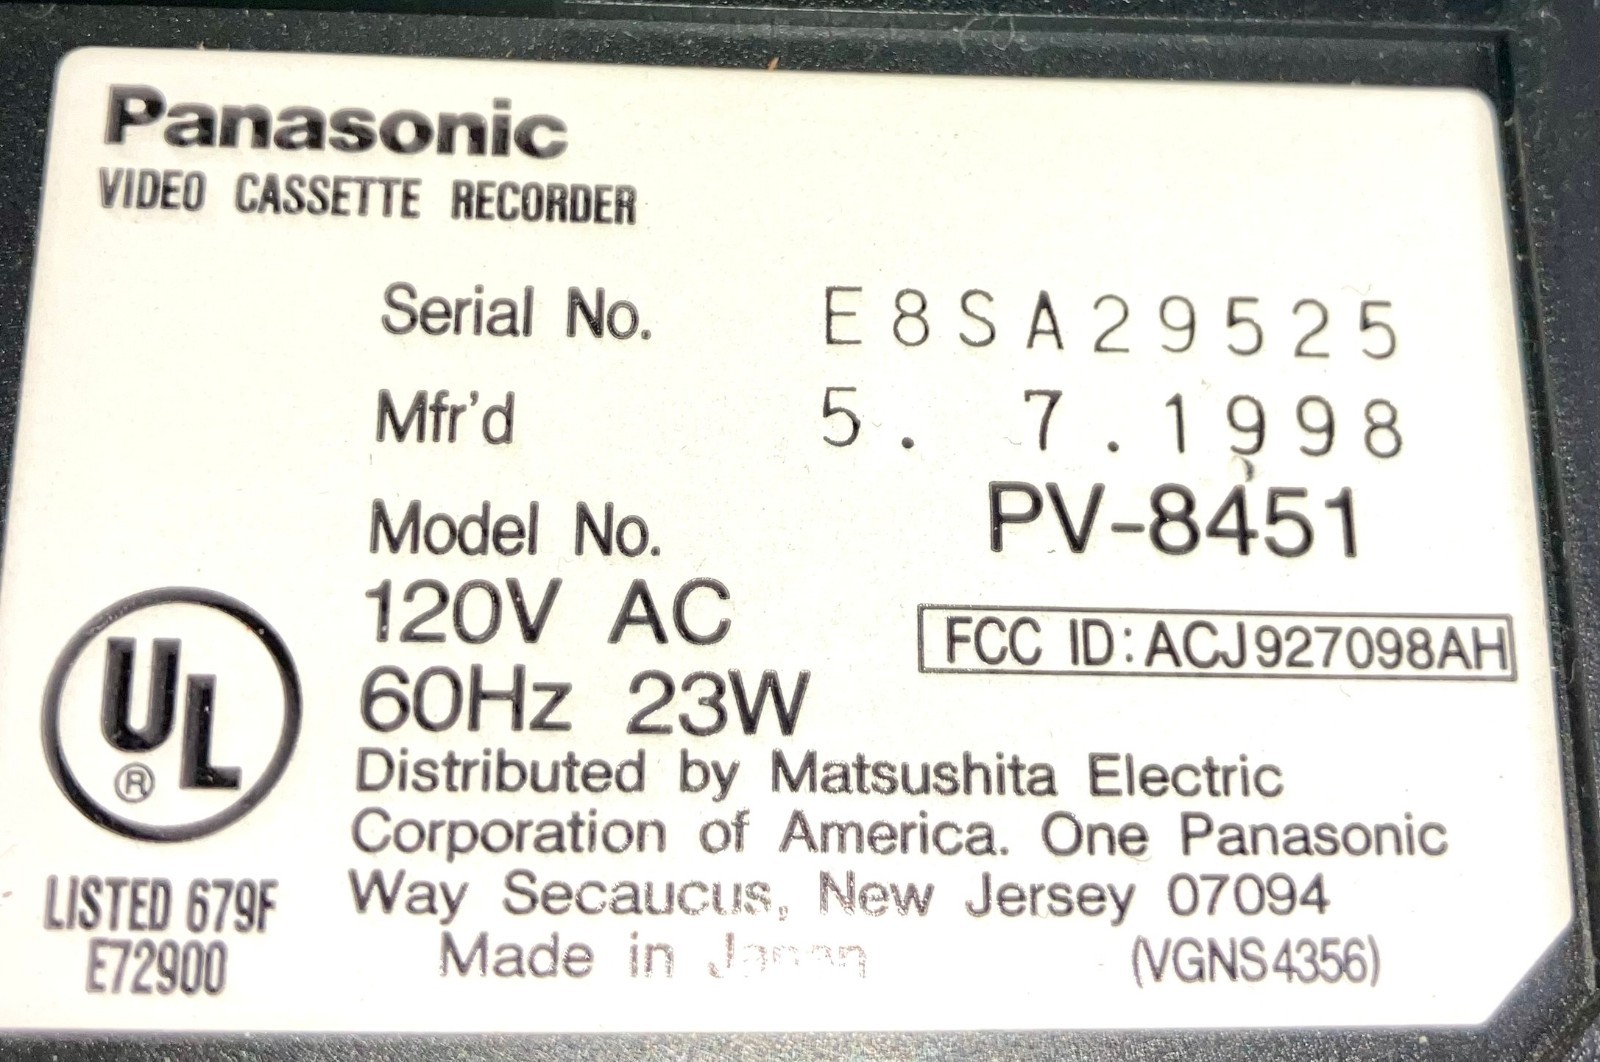 Panasonic
VIDEO CASSETTE RECORDER
Serial No. E8SA29525
Mfr'd 5. 7.1998
Model No. PV-8451
120V AC
FCC ID:ACJ927098AH
60Hz 23W
Distributed by Matsushita Electric
Corporation of America. One Panasonic
Way Secaucus, New Jersey 07094
Made in Japan (VGNS4356)
UL
®
LISTED 679F
E72900